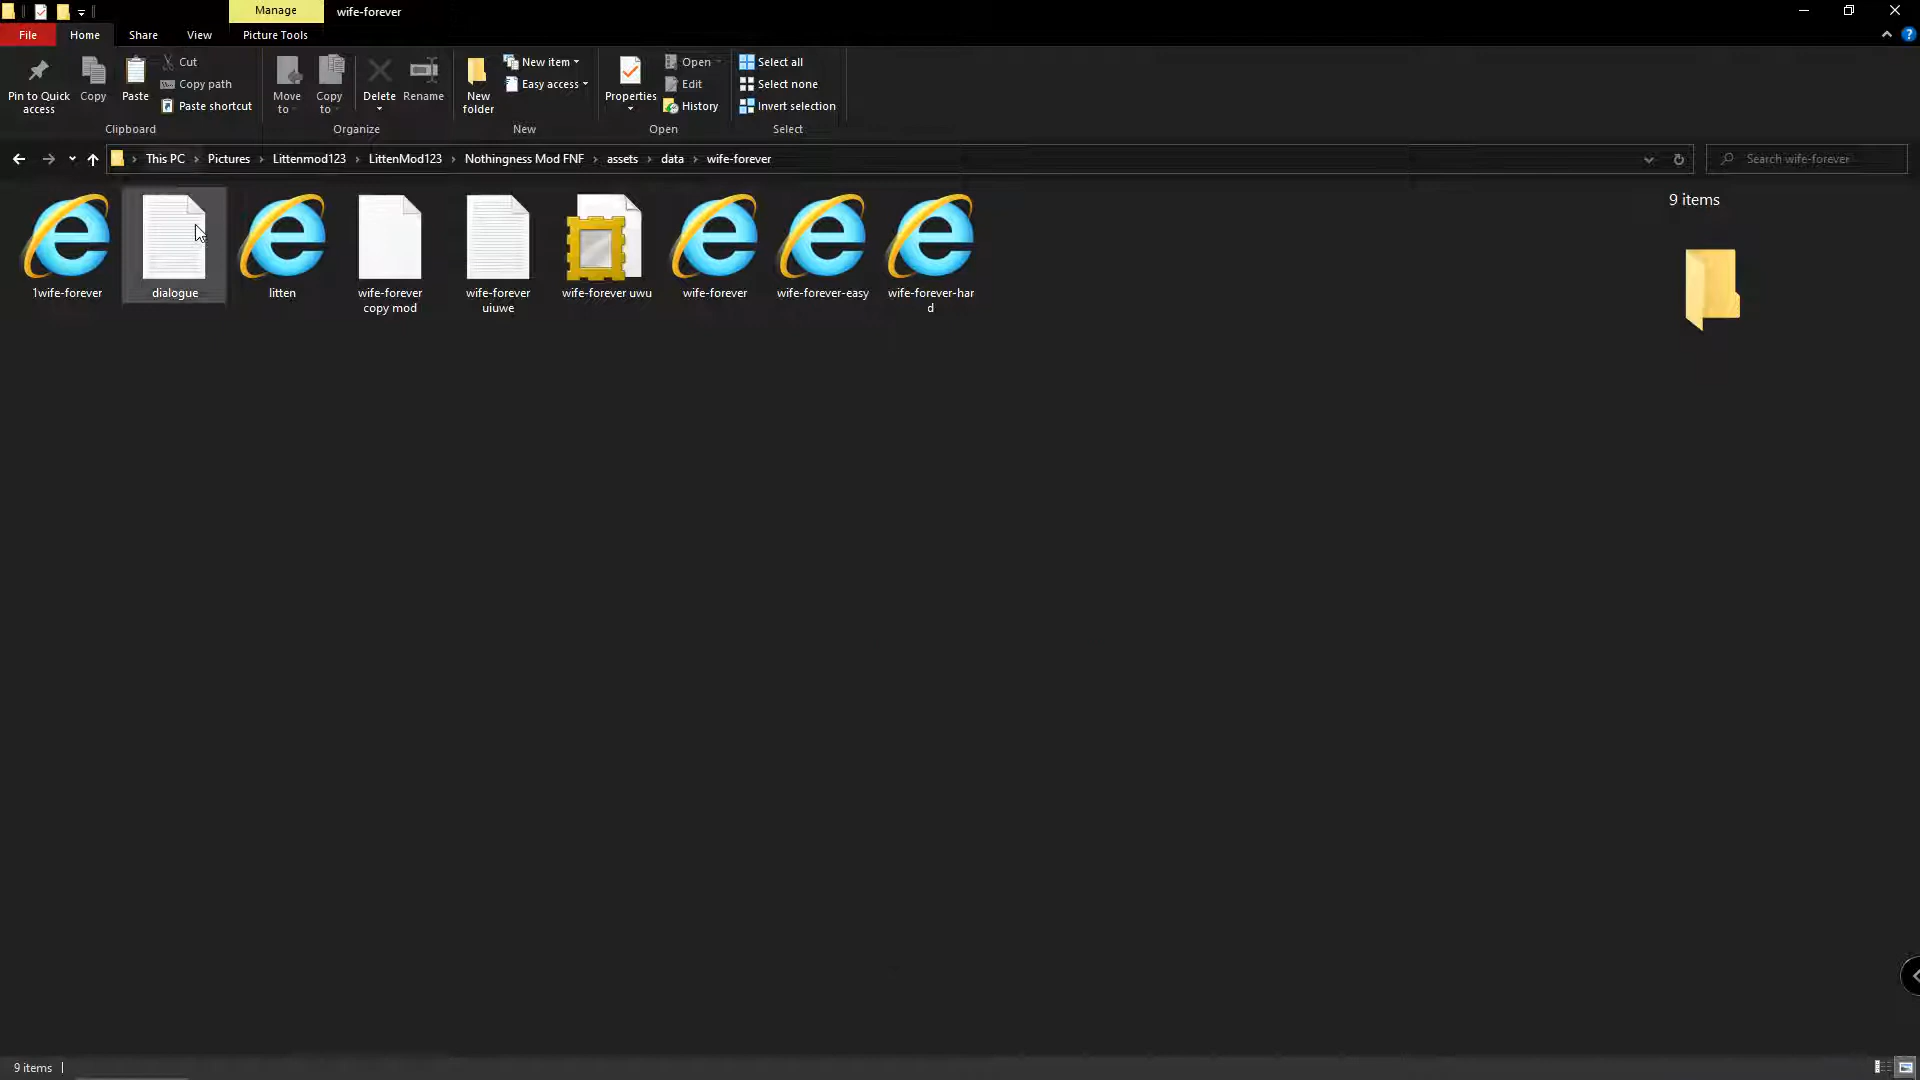 Manage
wife-forever
File
Home
Share
View
Picture Tools
Pin to Quick
access
Copy
Paste
Cut
Copy path
Paste shortcut
Clipboard
Move
to
Copy
to
Delete
Rename
Organize
New
folder
New item
Easy access
New
Properties
Open
Edit
History
Open
Select all
Select none
Invert selection
Select
This PC
Pictures
Littenmod123
LittenMod123
Nothingness Mod FNF
assets
data
wife-forever
Search wife-forever
1wife-forever
dialogue
litten
wife-forever
copy mod
wife-forever
uiuwe
wife-forever uwu
wife-forever
wife-forever-easy
wife-forever-har
d
9 items
9 items